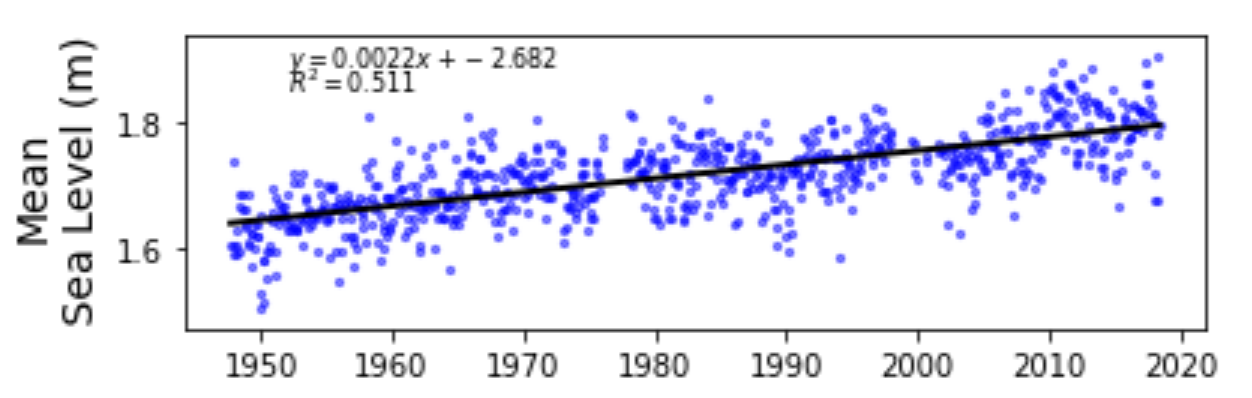 y = 0.0022x + − 2.682
R² = 0.511
Mean
Sea Level (m)
1.8
1.6
1950 1960 1970 1980 1990 2000 2010 2020